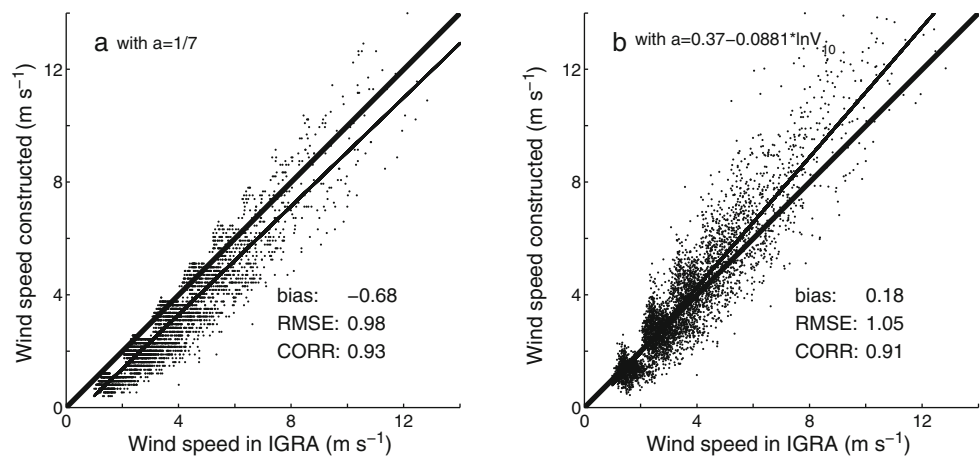 a with a=1/7
Wind speed constructed (m s⁻¹)
12
8
4
0
bias: −0.68
RMSE: 0.98
CORR: 0.93
0 4 8 12
Wind speed in IGRA (m s⁻¹)
b with a=0.37−0.0881*lnV₁₀
Wind speed constructed (m s⁻¹)
12
8
4
0
bias: 0.18
RMSE: 1.05
CORR: 0.91
0 4 8 12
Wind speed in IGRA (m s⁻¹)